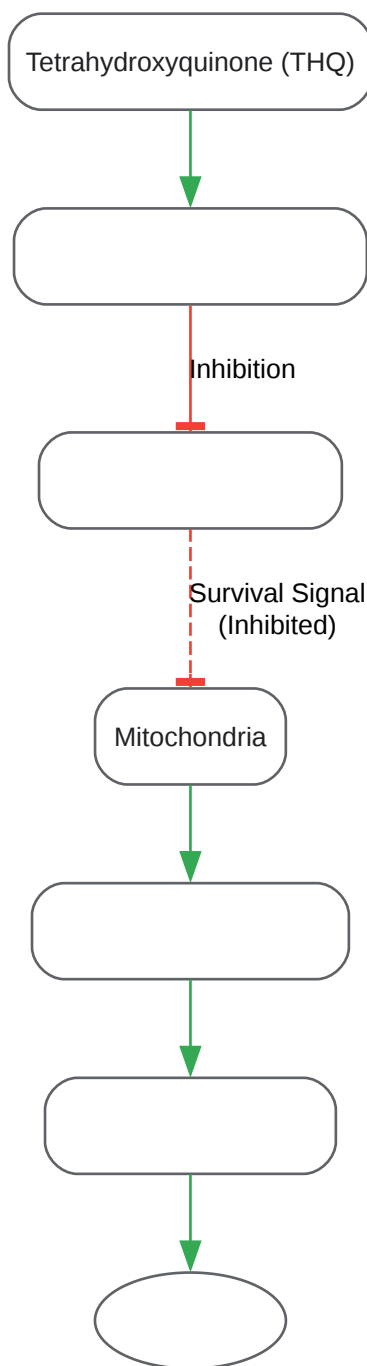 Tetrahydroxyquinone (THQ)
Inhibition
Survival Signal
(Inhibited)
Mitochondria